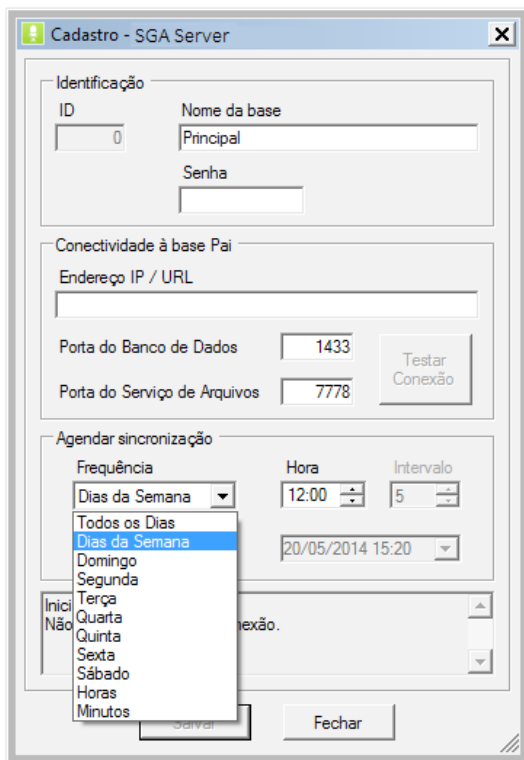 Cadastro - SGA Server
Identificação
ID Nome da base
0 Principal
Senha
Conectividade à base Pai
Endereço IP / URL
Porta do Banco de Dados 1433
Testar Conexão
Porta do Serviço de Arquivos 7778
Agendar sincronização
Frequência Hora Intervalo
Dias da Semana 12:00 5
Todos os Dias
Dias da Semana
20/05/2014 15:20
Domingo
Segunda
Terça
Inici
Quarta
Não nexão.
Quinta
Sexta
Sábado
Horas
Minutos
Salvar Fechar